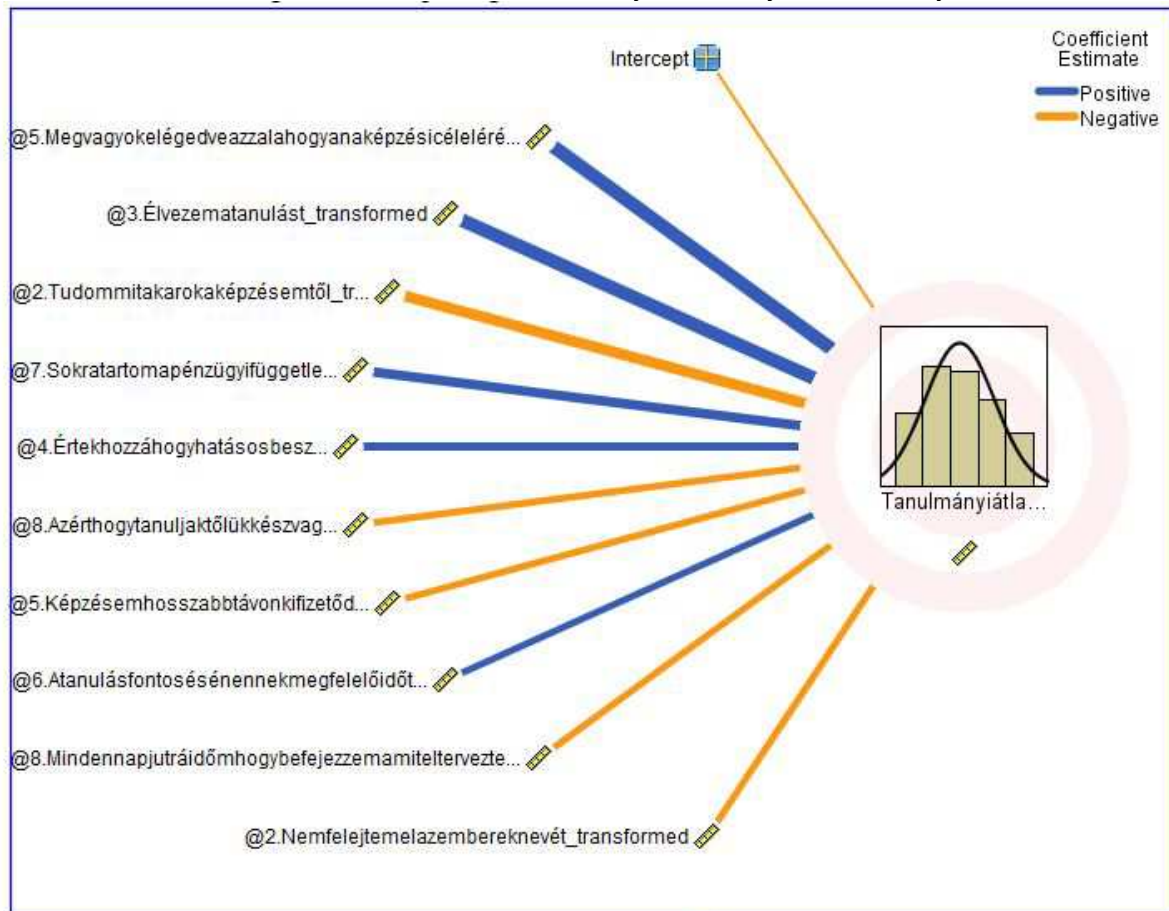 Intercept
Coefficient
Estimate
Positive
Negative
@5.Megvagyokelégedveazzalahogyanaképzésicéleléré...
@3.Élvezematanulást_transformed
@2.Tudommitakarokaképzésemtől_tr...
@7.Sokratartomapénzügyifüggetle...
@4.Értekhozzáhogyhatásosbesz...
@8.Azérthogytanuljaktőlükkészvag...
@5.Képzésemhosszabbtávonkifizetőd...
@6.Atanulásfontosésénennekmegfelelőidőt...
@8.Mindennapjutráidőmhogybefejezzemamiteltervezte...
@2.Nemfelejtemelazembereknevét_transformed
Tanulmányiátla...